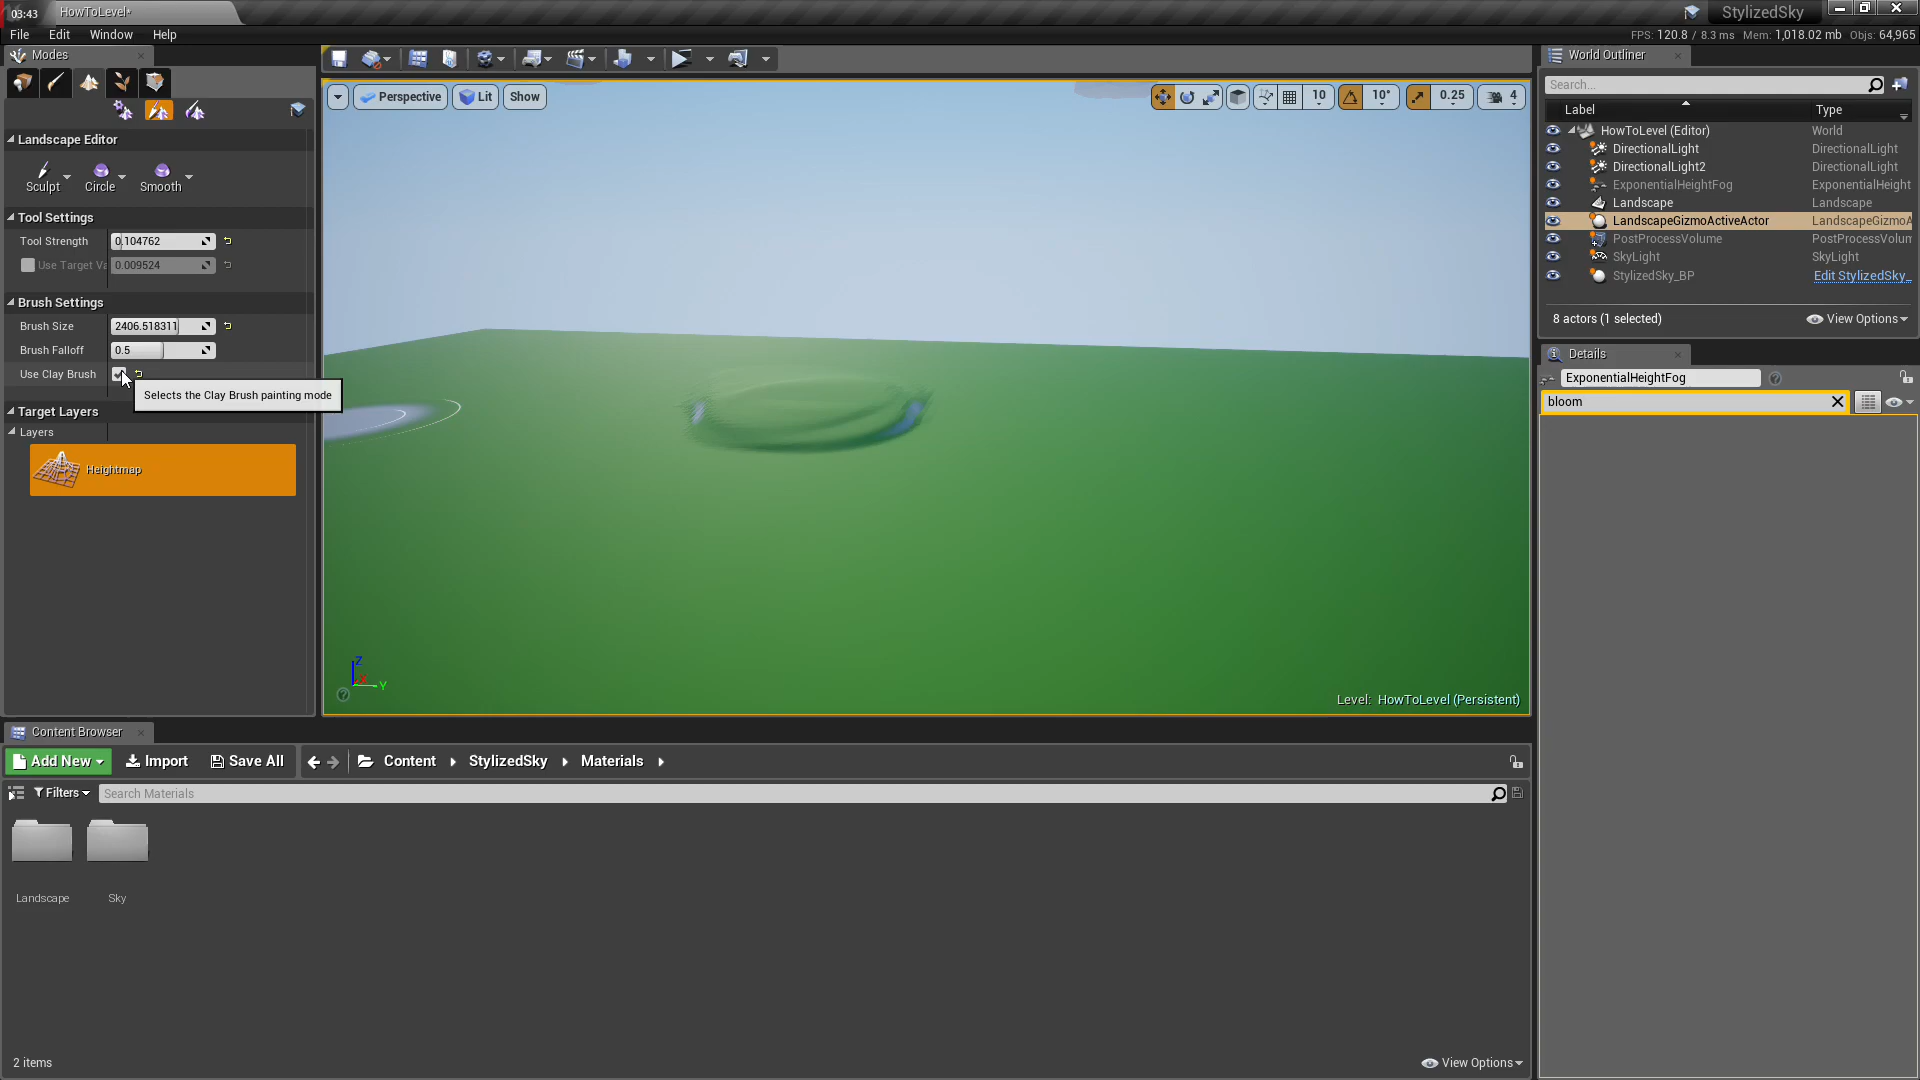 03:43
HowToLevel*
StylizedSky
File Edit Window Help
FPS: 120.8 / 8.3 ms Mem: 1,018.02 mb Objs: 64,965
Modes
Landscape Editor
Sculpt Circle Smooth
Tool Settings
Tool Strength 0.104762
Use Target Va 0.009524
Brush Settings
Brush Size 2406.518311
Brush Falloff 0.5
Use Clay Brush
Selects the Clay Brush painting mode
Target Layers
Layers
Heightmap
Perspective Lit Show
10 10° 0.25 4
Z
X
Y
Level: HowToLevel (Persistent)
World Outliner
Search...
Label Type
HowToLevel (Editor) World
DirectionalLight DirectionalLight
DirectionalLight2 DirectionalLight
ExponentialHeightFog ExponentialHeight
Landscape Landscape
LandscapeGizmoActiveActor LandscapeGizmoA
PostProcessVolume PostProcessVolum
SkyLight SkyLight
StylizedSky_BP Edit StylizedSky_
8 actors (1 selected) View Options
Details
ExponentialHeightFog
bloom
Content Browser
Add New Import Save All Content StylizedSky Materials
Filters Search Materials
Landscape Sky
2 items View Options